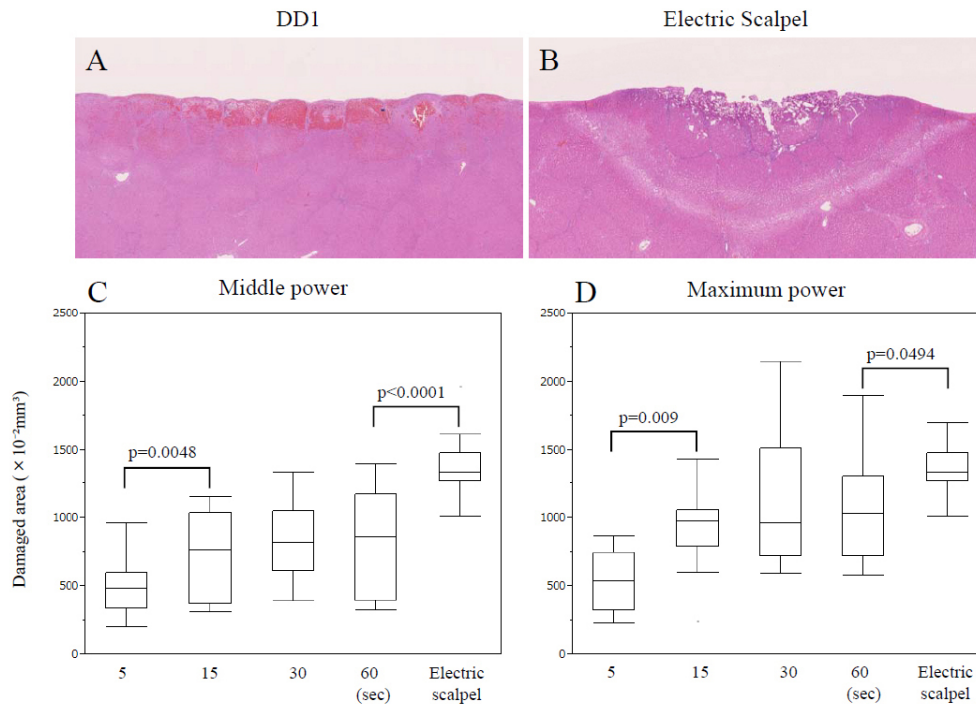 DD1
Electric Scalpel
A
B
C
Middle power
D
Maximum power
Damaged area ( × 10⁻²mm³)
2500
2000
1500
1000
500
0
p=0.0048
p<0.0001
5
15
30
60
(sec)
Electric
scalpel
2500
2000
1500
1000
500
0
p=0.009
p=0.0494
5
15
30
60
(sec)
Electric
scalpel